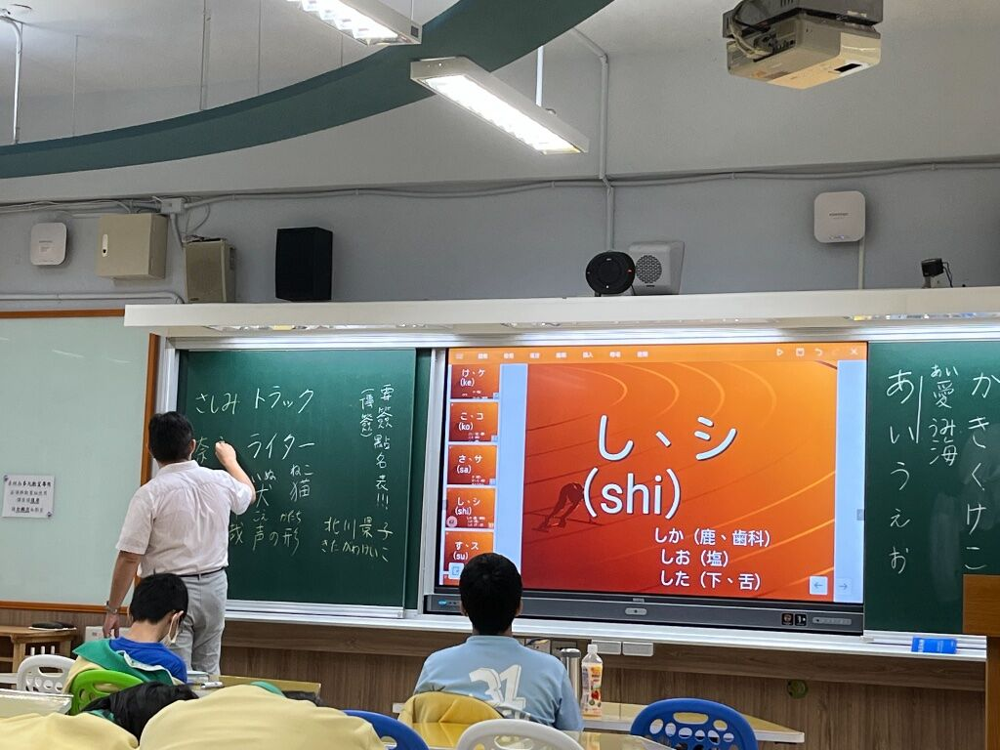 さしみ トラック
ライター
いぬ ねこ
犬 猫
こえ かたち
声の形
北川景子
きたがわけいこ
要簽點名表!!!
け、ケ
(ke)
こ、コ
(ko)
さ、サ
(sa)
し、シ
(shi)
す、ス
(su)
し、シ
(shi)
しか（鹿、歯科）
しお（塩）
した（下、舌）
かきくけこ
あい うみ
愛 海
あいうえお
31